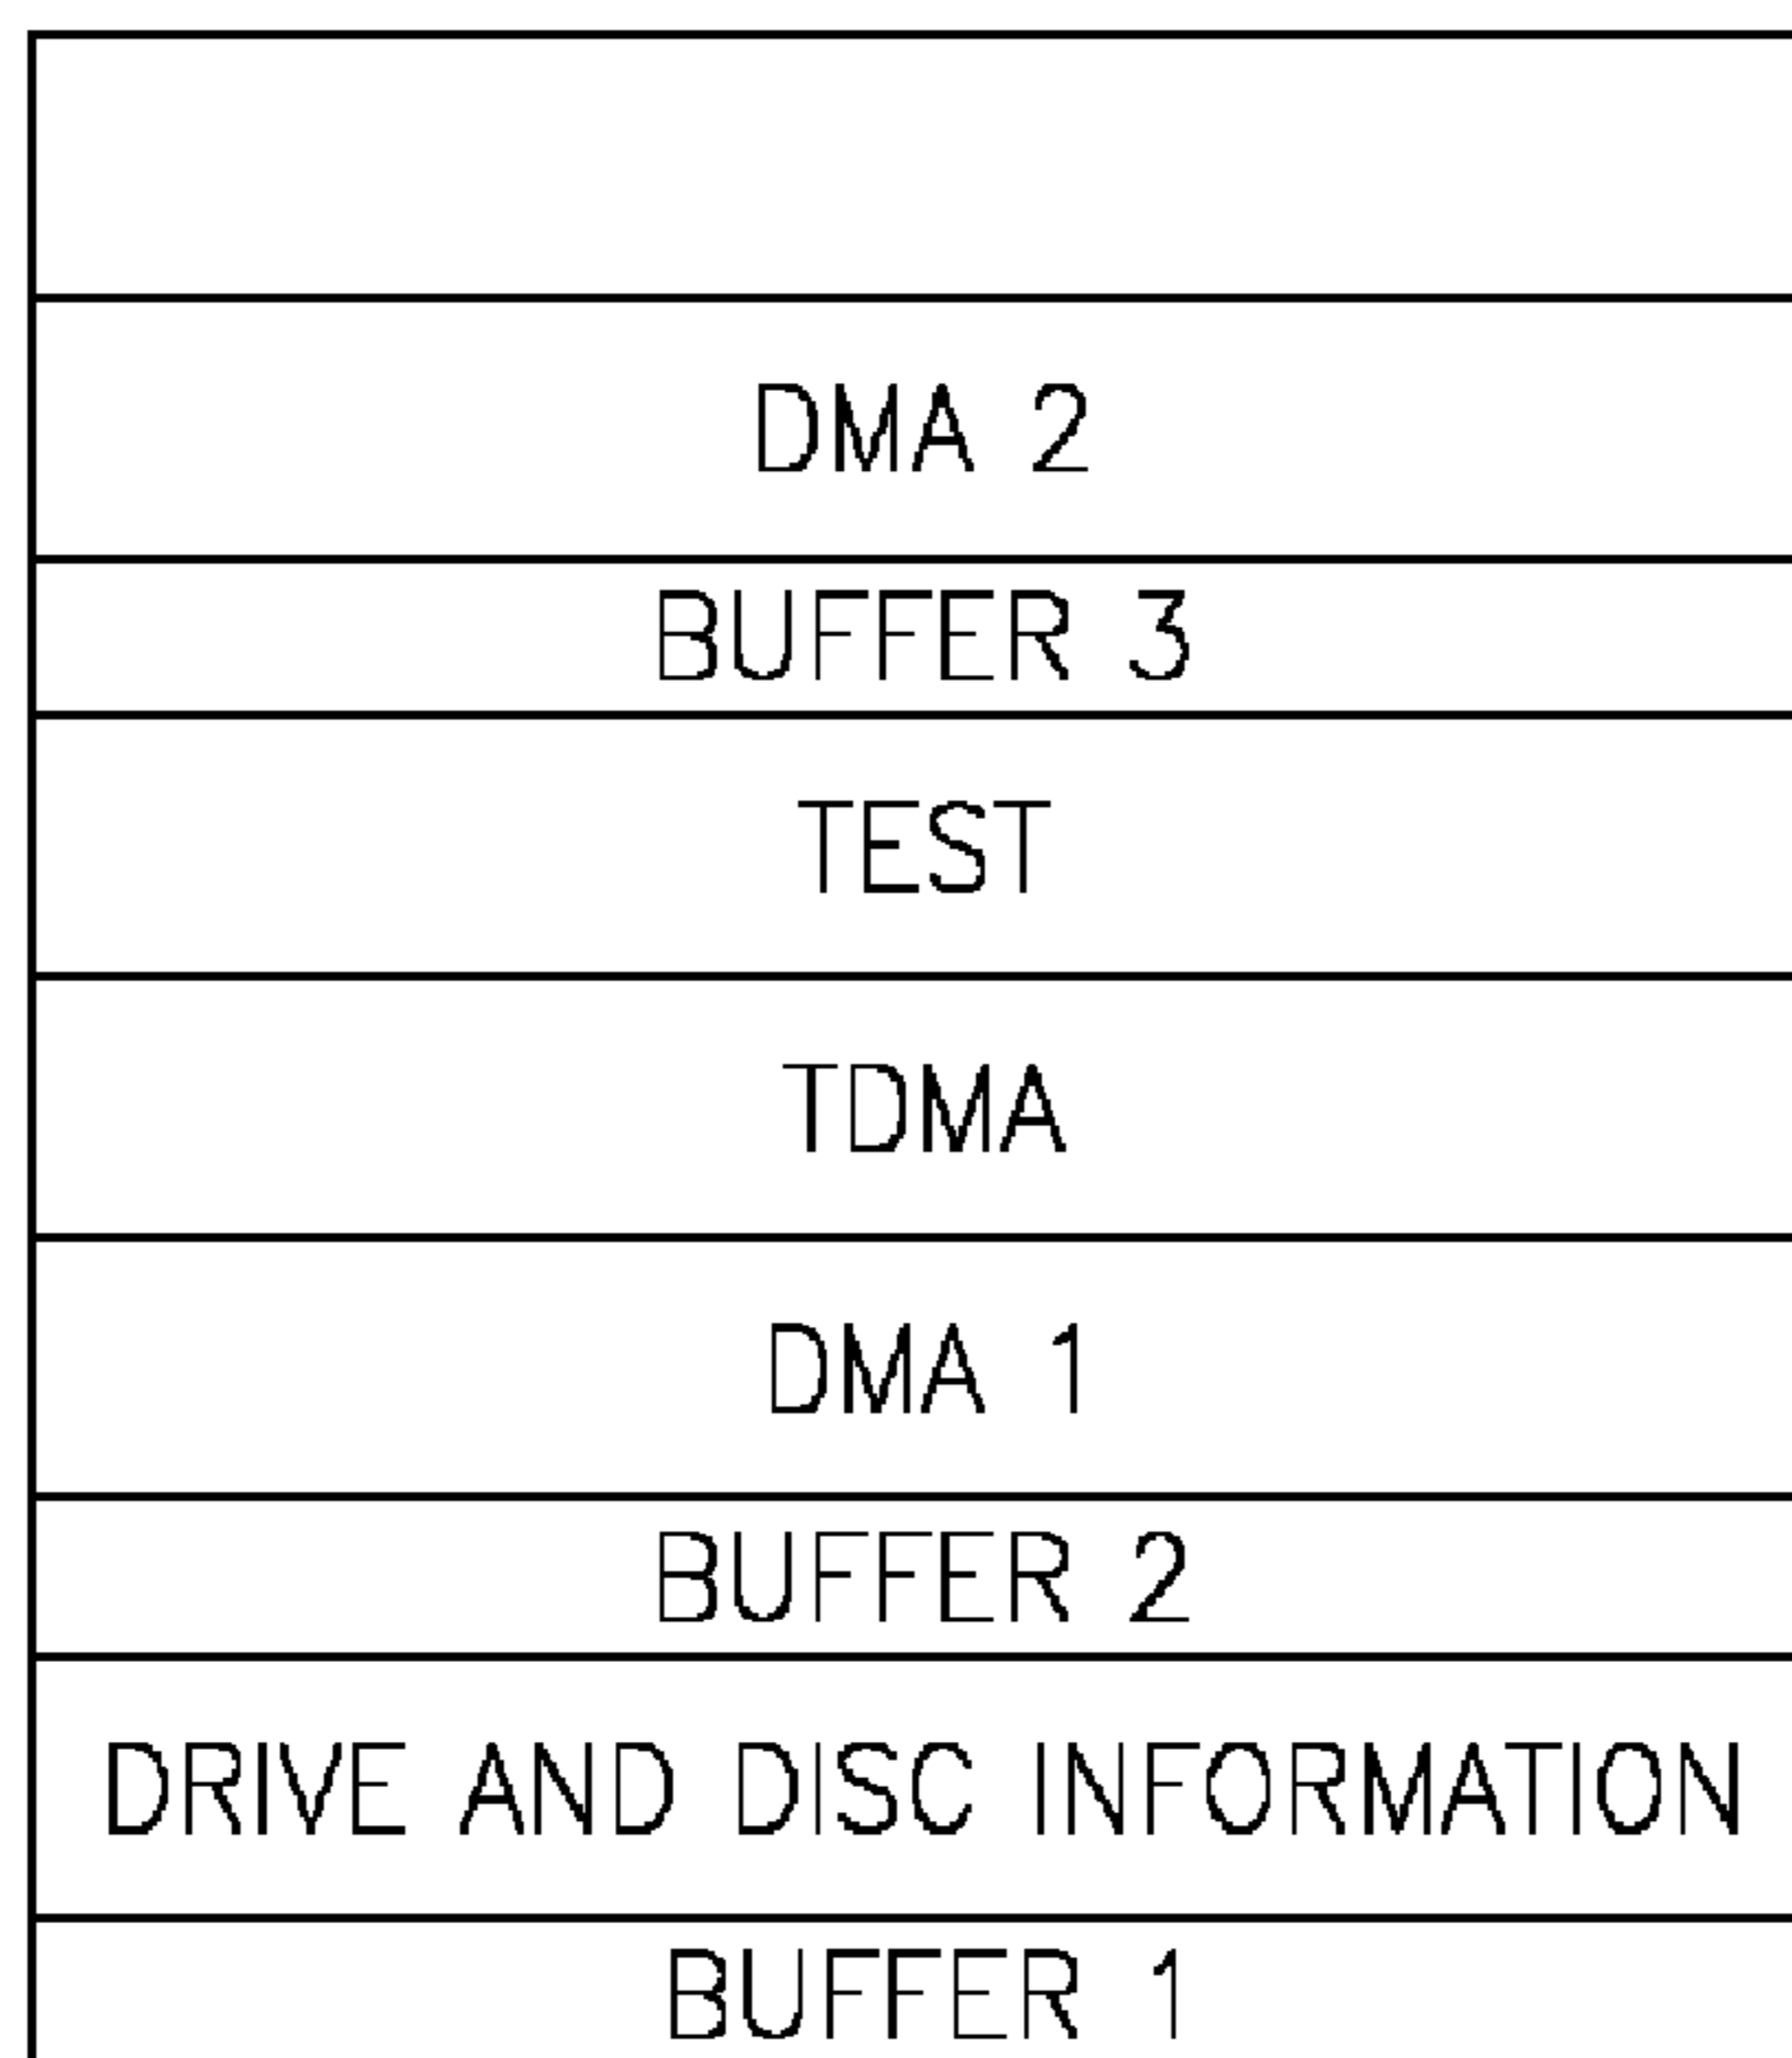 DMA 2
BUFFER 3
TEST
TDMA
DMA 1
BUFFER 2
DRIVE AND DISC INFORMATION
BUFFER 1